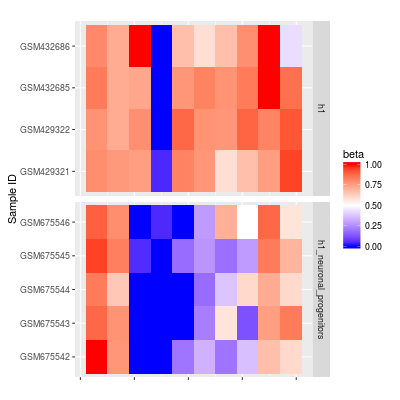 Sample ID
GSM432686
GSM432685
GSM429322
GSM429321
h1
GSM675546
GSM675545
GSM675544
GSM675543
GSM675542
h1_neuronal_progenitors
beta
1.00
0.75
0.50
0.25
0.00